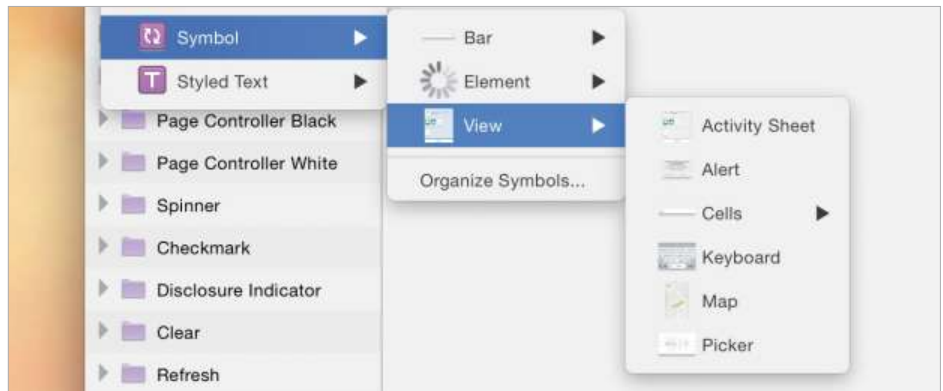 Symbol
Styled Text
Page Controller Black
Page Controller White
Spinner
Checkmark
Disclosure Indicator
Clear
Refresh
Bar
Element
View
Organize Symbols...
Activity Sheet
Alert
Cells
Keyboard
Map
Picker